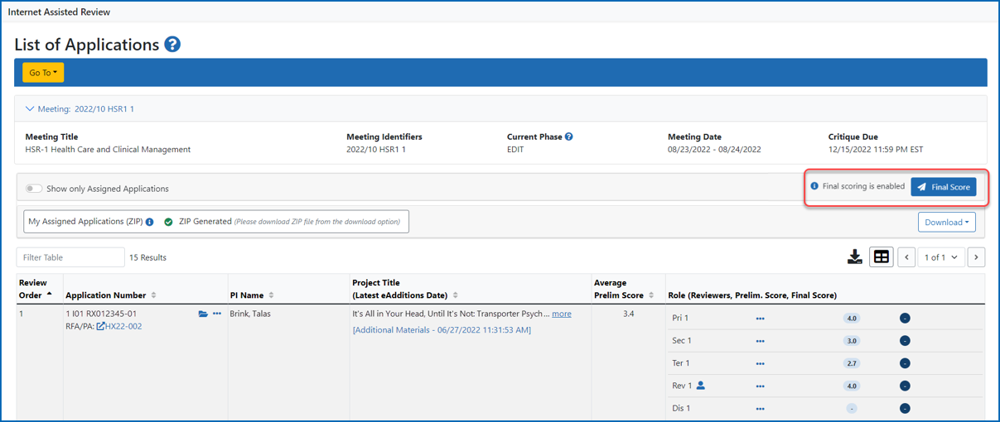 Internet Assisted Review
List of Applications ?
Go To
Meeting: 2022/10 HSR1 1
Meeting Title Meeting Identifiers Current Phase ? Meeting Date Critique Due
HSR-1 Health Care and Clinical Management 2022/10 HSR1 1 EDIT 08/23/2022 - 08/24/2022 12/15/2022 11:59 PM EST
Show only Assigned Applications i Final scoring is enabled Final Score
My Assigned Applications (ZIP) i ZIP Generated (Please download ZIP file from the download option) Download
Filter Table 15 Results 1 of 1
Review Average
Project Title
Order Application Number PI Name (Latest eAdditions Date) Prelim Score Role (Reviewers, Prelim. Score, Final Score)
1 1 I01 RX012345-01 ••• Brink, Talas It's All in Your Head, Until It's Not: Transporter Psych ... more 3.4
Pri 1 ••• 4.0 -
RFA/PA: HX22-002 [Additional Materials - 06/27/2022 11:31:53 AM]
Sec 1 ••• 3.0 -
Ter 1 ••• 2.7 -
Rev 1 ••• 4.0 -
Dis 1 ••• - -